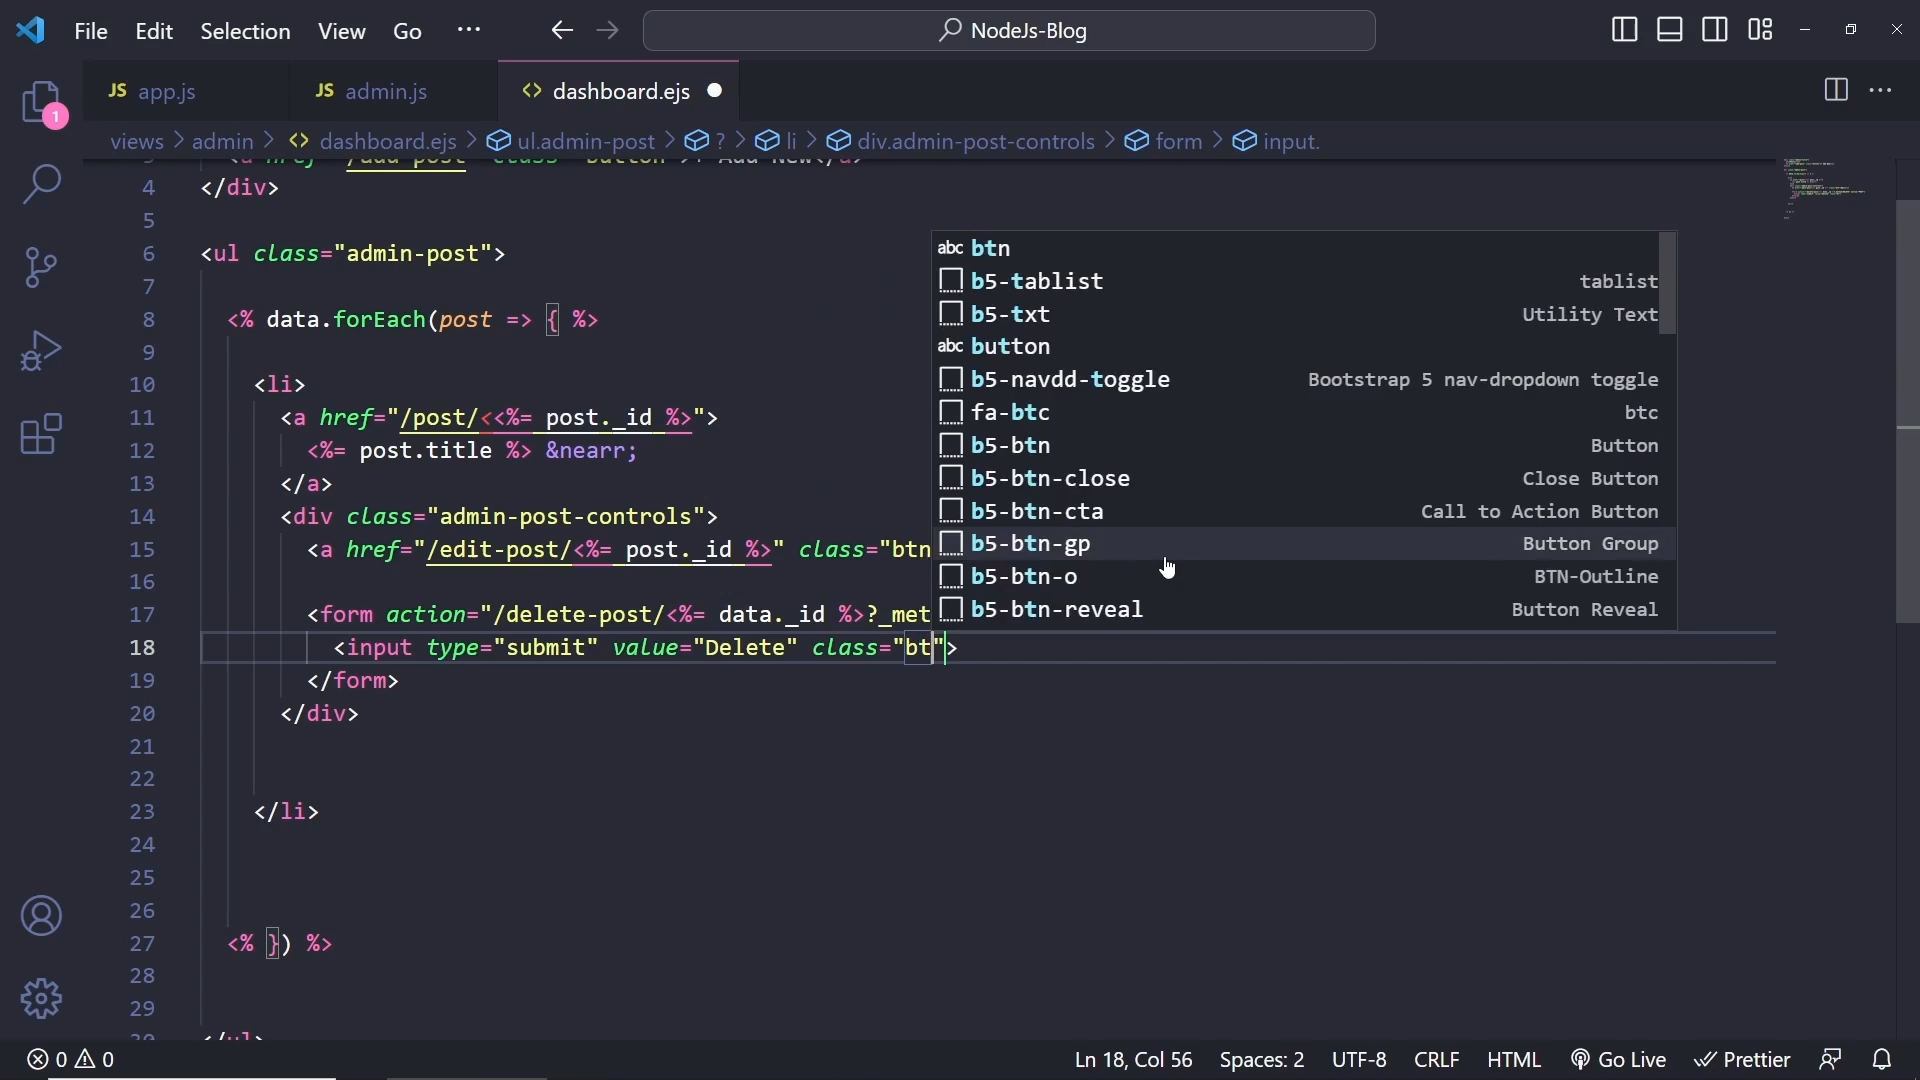 File Edit Selection View Go ···
NodeJs-Blog
JS app.js JS admin.js <> dashboard.ejs
1
views > admin > <> dashboard.ejs > ul.admin-post > ? > li > div.admin-post-controls > form > input.
4 </div>
5
6 <ul class="admin-post">
7
8 <% data.forEach(post => { %>
9
10 <li>
11 <a href="/post/<<%= post._id %>">
12 <%= post.title %> &nearr;
13 </a>
14 <div class="admin-post-controls">
15 <a href="/edit-post/<%= post._id %>" class="btn
16
17 <form action="/delete-post/<%= data._id %>?_met
18 <input type="submit" value="Delete" class="bt">
19 </form>
20 </div>
21
22
23 </li>
24
25
26
27 <% }) %>
28
29
abc btn
b5-tablist tablist
b5-txt Utility Text
abc button
b5-navdd-toggle Bootstrap 5 nav-dropdown toggle
fa-btc btc
b5-btn Button
b5-btn-close Close Button
b5-btn-cta Call to Action Button
b5-btn-gp Button Group
b5-btn-o BTN-Outline
b5-btn-reveal Button Reveal
0 0 Ln 18, Col 56 Spaces: 2 UTF-8 CRLF HTML Go Live Prettier